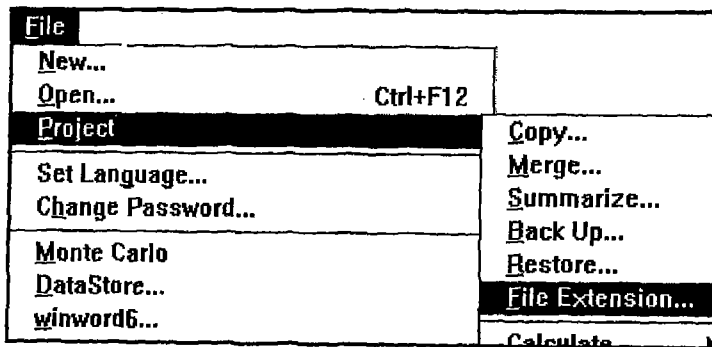 File
New...
Open... Ctrl+F12
Project
Set Language...
Change Password...
Monte Carlo
DataStore...
winword6...
Copy...
Merge...
Summarize...
Back Up...
Restore...
File Extension...
Calculate